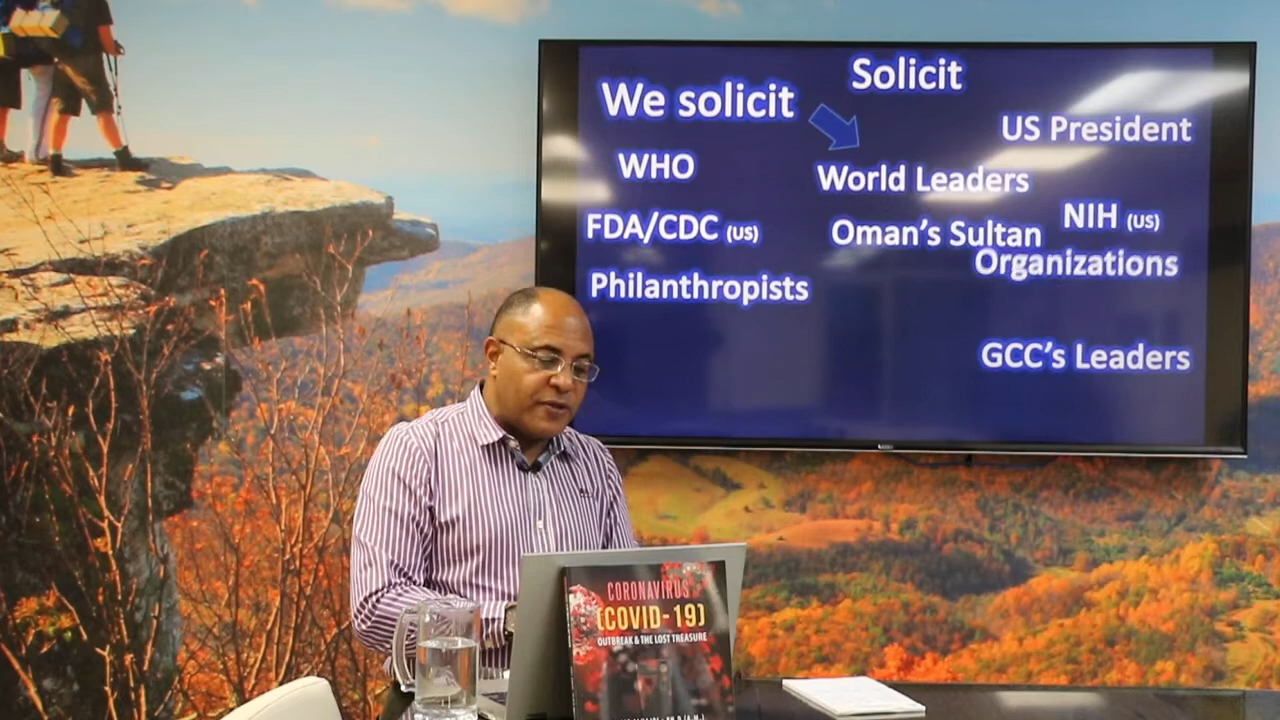 Solicit
We solicit
US President
WHO
World Leaders
FDA/CDC (US)
Oman's Sultan
NIH (US)
Organizations
Philanthropists
GCC's Leaders
CORONAVIRUS
(COVID-19)
OUTBREAK & THE LOST TREASURE